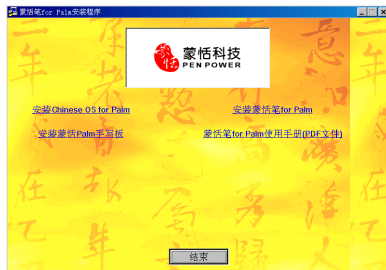 蒙恬笔for Palm安装程序
蒙恬
蒙恬科技
PENPOWER
安装Chinese OS for Palm
安装蒙恬笔for Palm
安装蒙恬Palm手写板
蒙恬笔for Palm使用手册(PDF文件)
结束